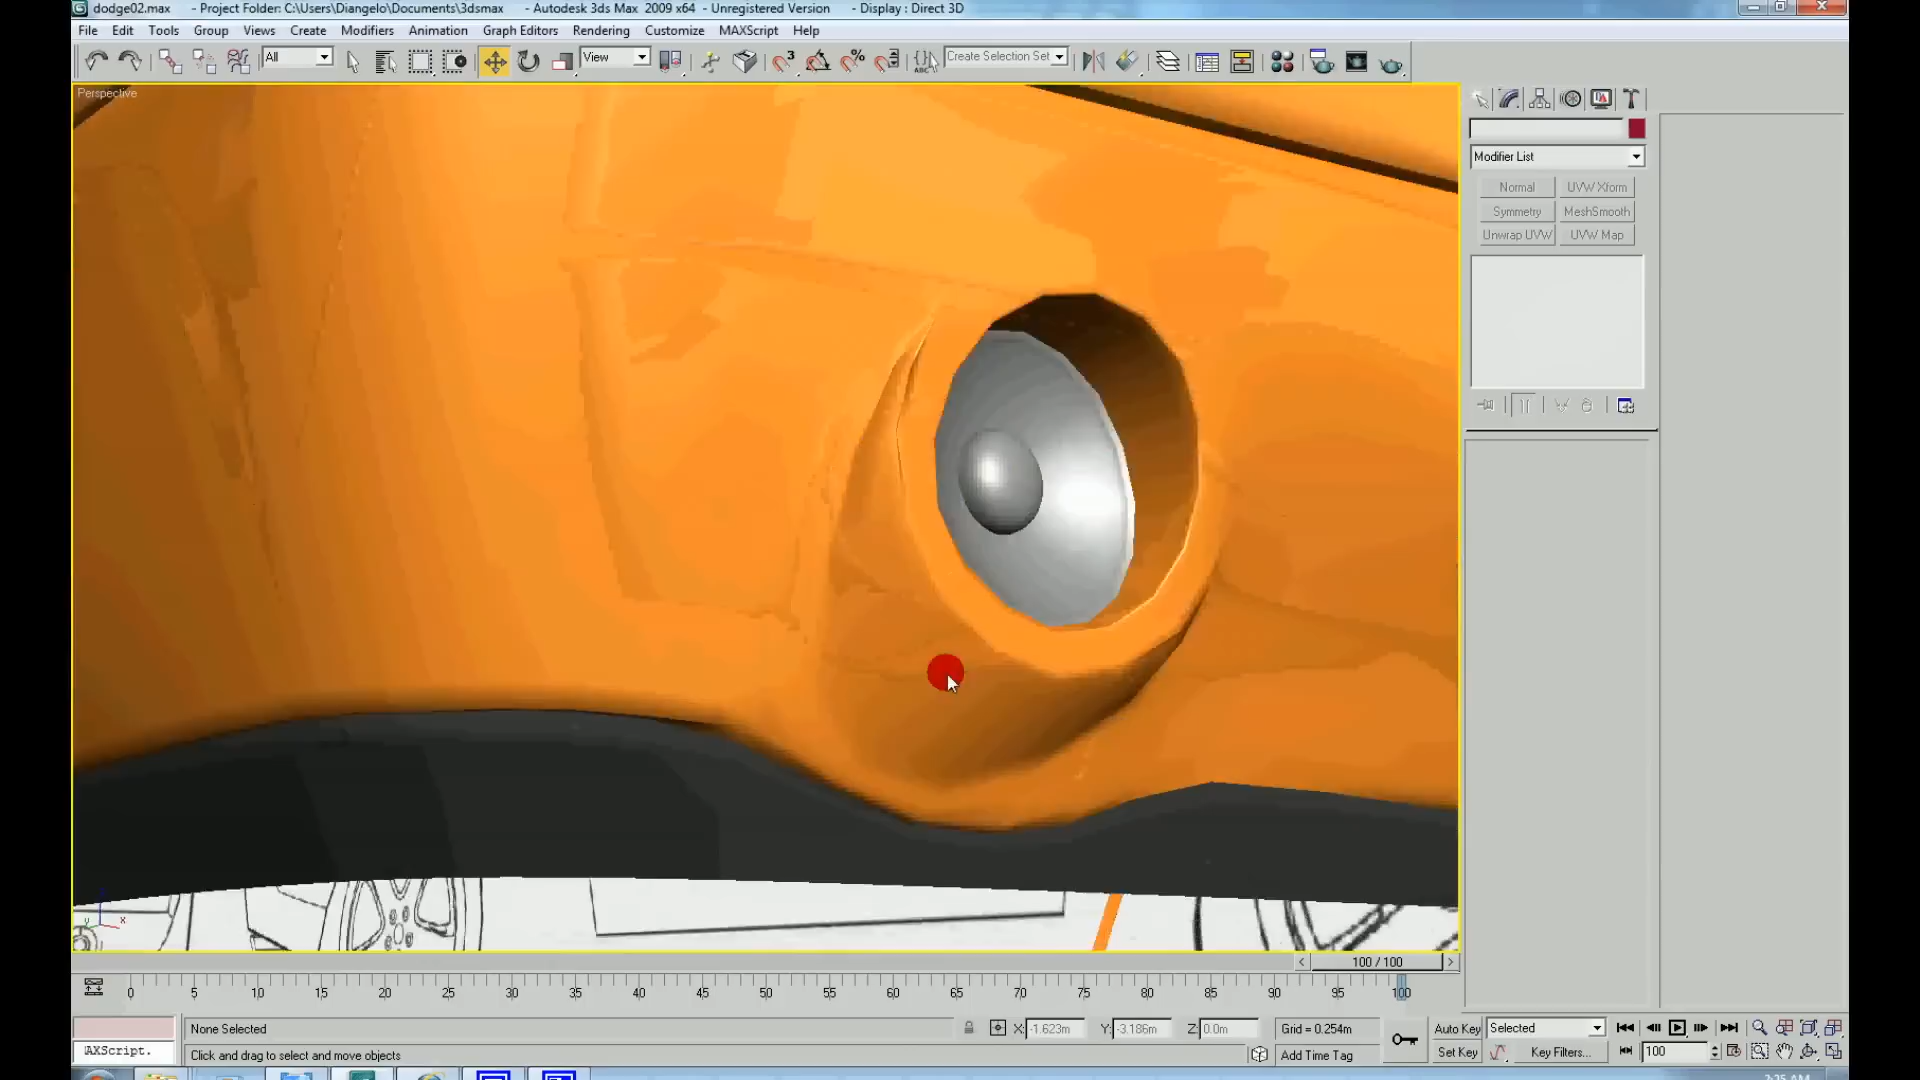 dodge02.max - Project Folder: C:\Users\Diangelo\Documents\3dsmax - Autodesk 3ds Max 2009 x64 - Unregistered Version - Display : Direct 3D
File Edit Tools Group Views Create Modifiers Animation Graph Editors Rendering Customize MAXScript Help
All View Create Selection Set
Perspective
Modifier List
Normal UVW Xform
Symmetry MeshSmooth
Unwrap UVW UVW Map
y x
< 100 / 100 >
0 5 10 15 20 25 30 35 40 45 50 55 60 65 70 75 80 85 90 95 100
None Selected X: -1.623m Y: -3.186m Z: 0.0m Grid = 0.254m Auto Key Selected
AXScript. Click and drag to select and move objects Add Time Tag Set Key Key Filters... 100